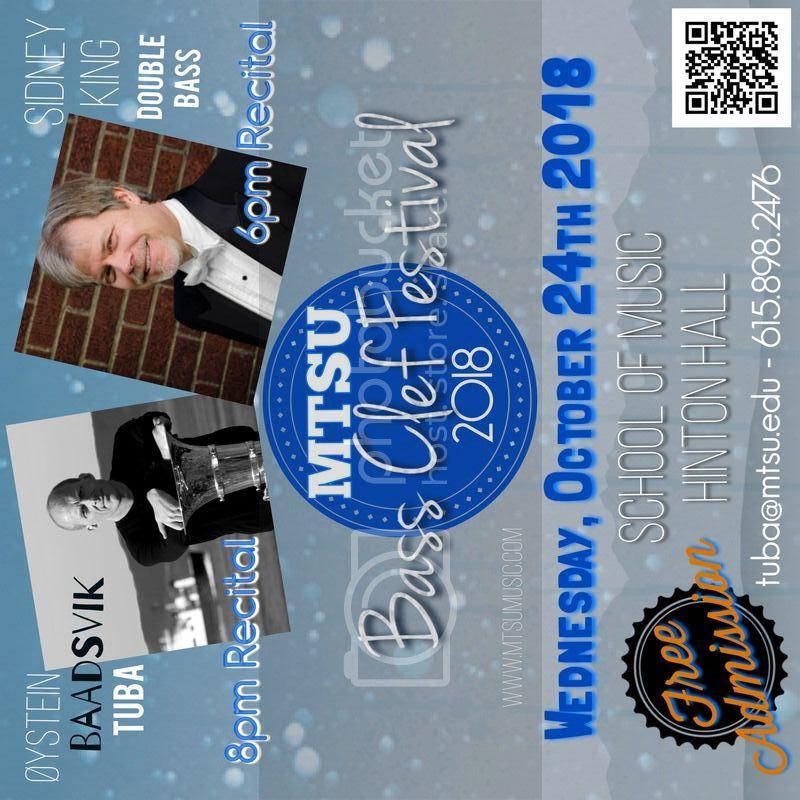 ØYSTEIN
BAADSVIK
TUBA
8pm Recital
SIDNEY
KING
DOUBLE
BASS
6pm Recital
MTSU
Bass Clef Festival
2018
photobucket
WWW.MTSUMUSIC.COM
WEDNESDAY, OCTOBER 24TH 2018
SCHOOL OF MUSIC
HINTON HALL
Free
Admission
tuba@mtsu.edu - 615.898.2476